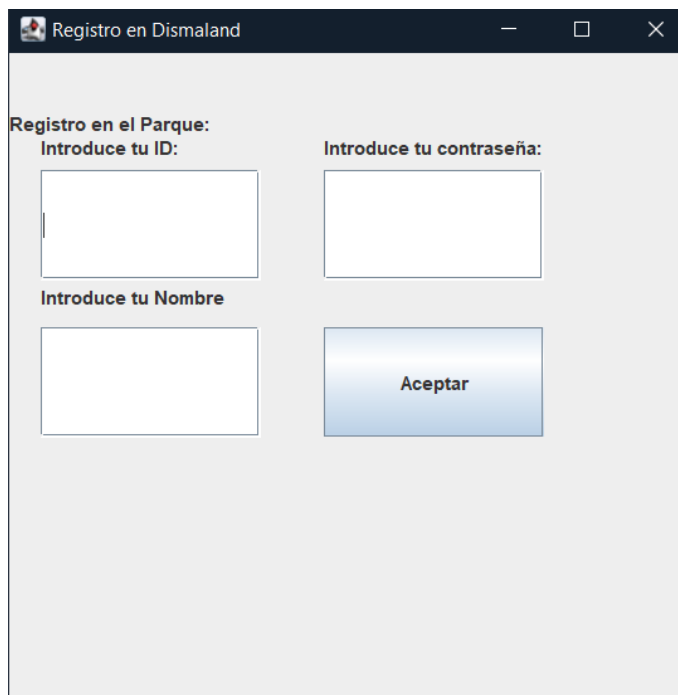 Registro en Dismaland
Registro en el Parque:
Introduce tu ID:
Introduce tu contraseña:
Introduce tu Nombre
Aceptar